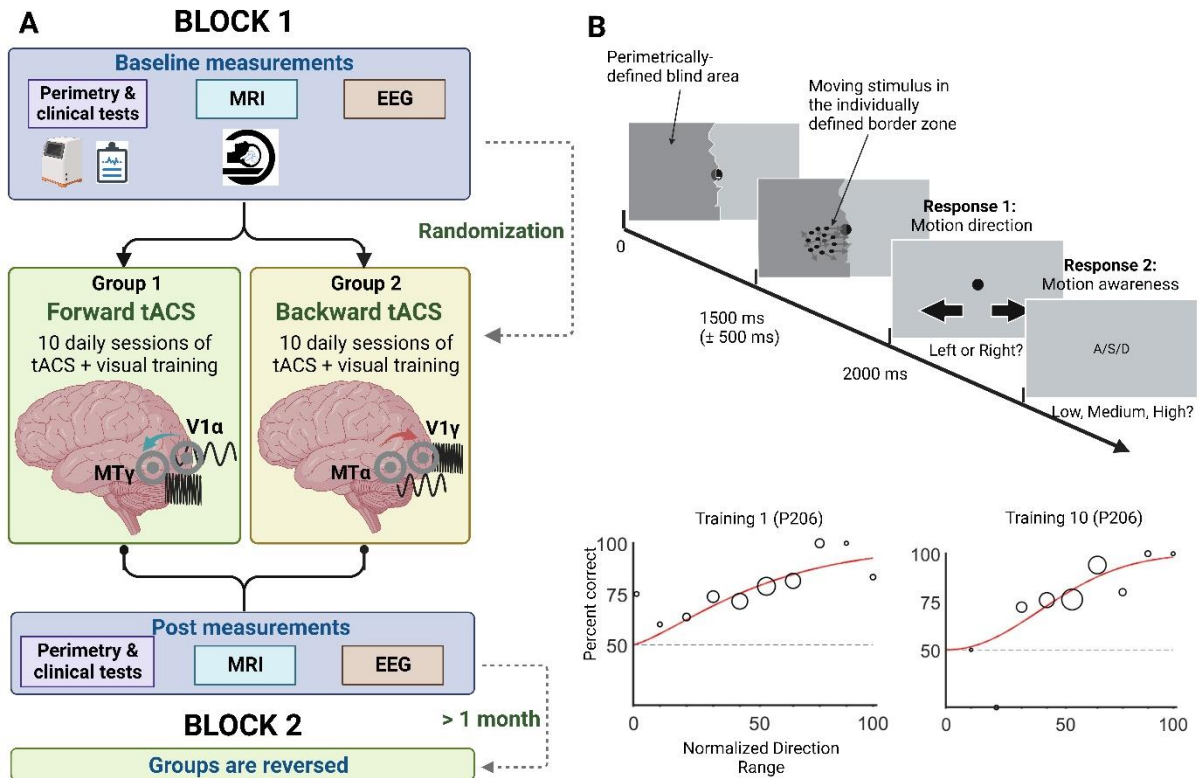 A
BLOCK 1
Baseline measurements
Perimetry &
clinical tests
MRI
EEG
Randomization
Group 1
Forward tACS
10 daily sessions of
tACS + visual training
V1α
MTγ
Group 2
Backward tACS
10 daily sessions of
tACS + visual training
V1γ
MTα
Post measurements
Perimetry &
clinical tests
MRI
EEG
> 1 month
BLOCK 2
Groups are reversed
B
Perimetrically-
defined blind area
Moving stimulus in
the individually
defined border zone
Response 1:
Motion direction
Response 2:
Motion awareness
0
1500 ms
(± 500 ms)
2000 ms
Left or Right?
A/S/D
Low, Medium, High?
Training 1 (P206)
Percent correct
100
75
50
0
50
100
Normalized Direction
Range
Training 10 (P206)
100
75
50
0
50
100